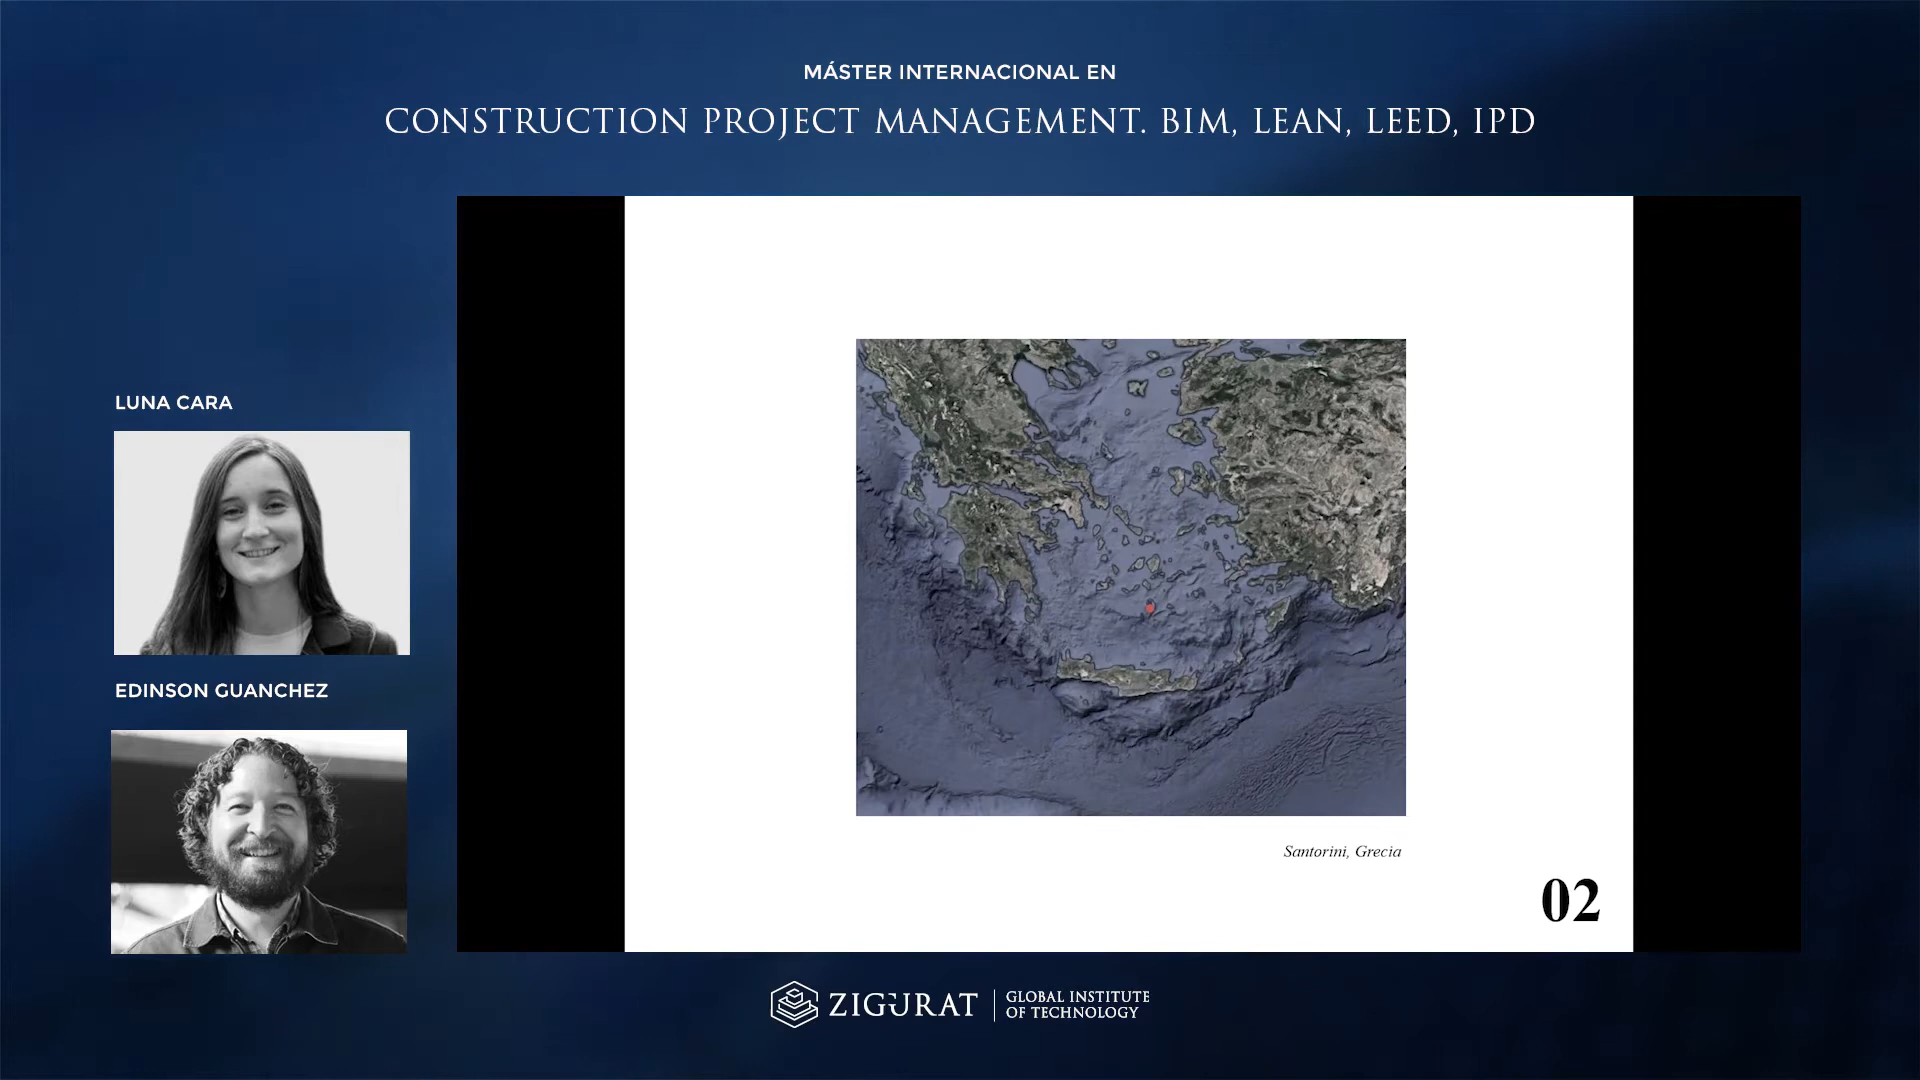 MÁSTER INTERNACIONAL EN
CONSTRUCTION PROJECT MANAGEMENT. BIM, LEAN, LEED, IPD
LUNA CARA
EDINSON GUANCHEZ
Santorini, Grecia
02
ZIGURAT
GLOBAL INSTITUTE
OF TECHNOLOGY